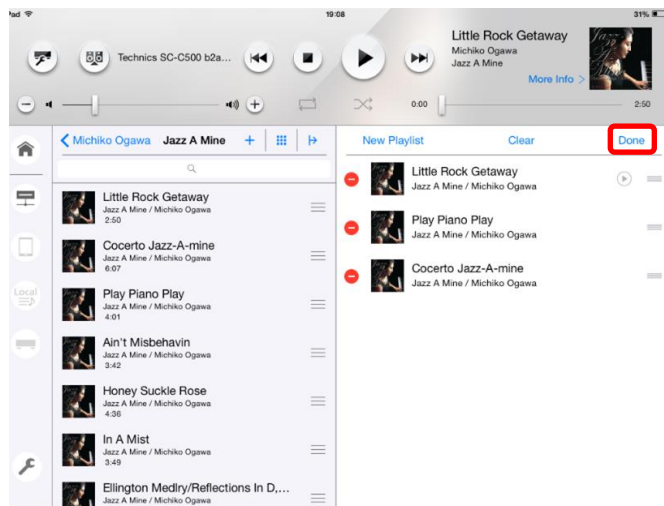 Pad
19:08
31%
Little Rock Getaway
Michiko Ogawa
Jazz A Mine
More Info >
Technics SC-C500 b2a...
0:00
2:50
Michiko Ogawa
Jazz A Mine
+
New Playlist
Clear
Done
Local
Little Rock Getaway
Jazz A Mine / Michiko Ogawa
2:50
Cocerto Jazz-A-mine
Jazz A Mine / Michiko Ogawa
6:07
Play Piano Play
Jazz A Mine / Michiko Ogawa
4:01
Ain't Misbehavin
Jazz A Mine / Michiko Ogawa
3:42
Honey Suckle Rose
Jazz A Mine / Michiko Ogawa
4:36
In A Mist
Jazz A Mine / Michiko Ogawa
3:49
Ellington Medlry/Reflections In D,...
Jazz A Mine / Michiko Ogawa
Little Rock Getaway
Jazz A Mine / Michiko Ogawa
Play Piano Play
Jazz A Mine / Michiko Ogawa
Cocerto Jazz-A-mine
Jazz A Mine / Michiko Ogawa